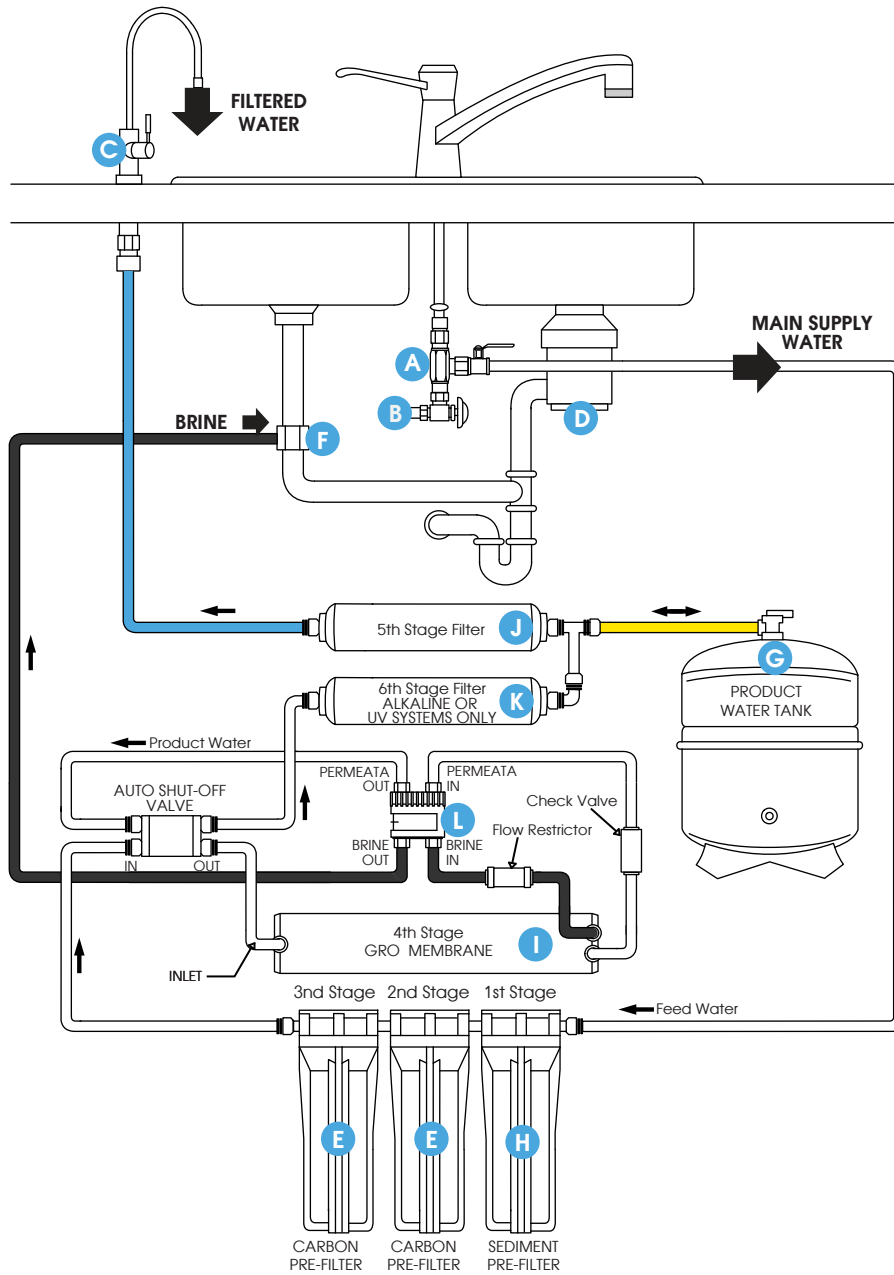 FILTERED
WATER
C
MAIN SUPPLY
WATER
A
B
D
BRINE
F
5th Stage Filter
J
G
PRODUCT
WATER TANK
6th Stage Filter
ALKALINE OR
UV SYSTEMS ONLY
K
Product Water
PERMEATA
OUT
PERMEATA
IN
AUTO SHUT-OFF
VALVE
Check Valve
L
Flow Restrictor
BRINE
OUT
BRINE
IN
IN
OUT
4th Stage
GRO MEMBRANE
I
INLET
3nd Stage
2nd Stage
1st Stage
Feed Water
E
E
H
CARBON
PRE-FILTER
CARBON
PRE-FILTER
SEDIMENT
PRE-FILTER